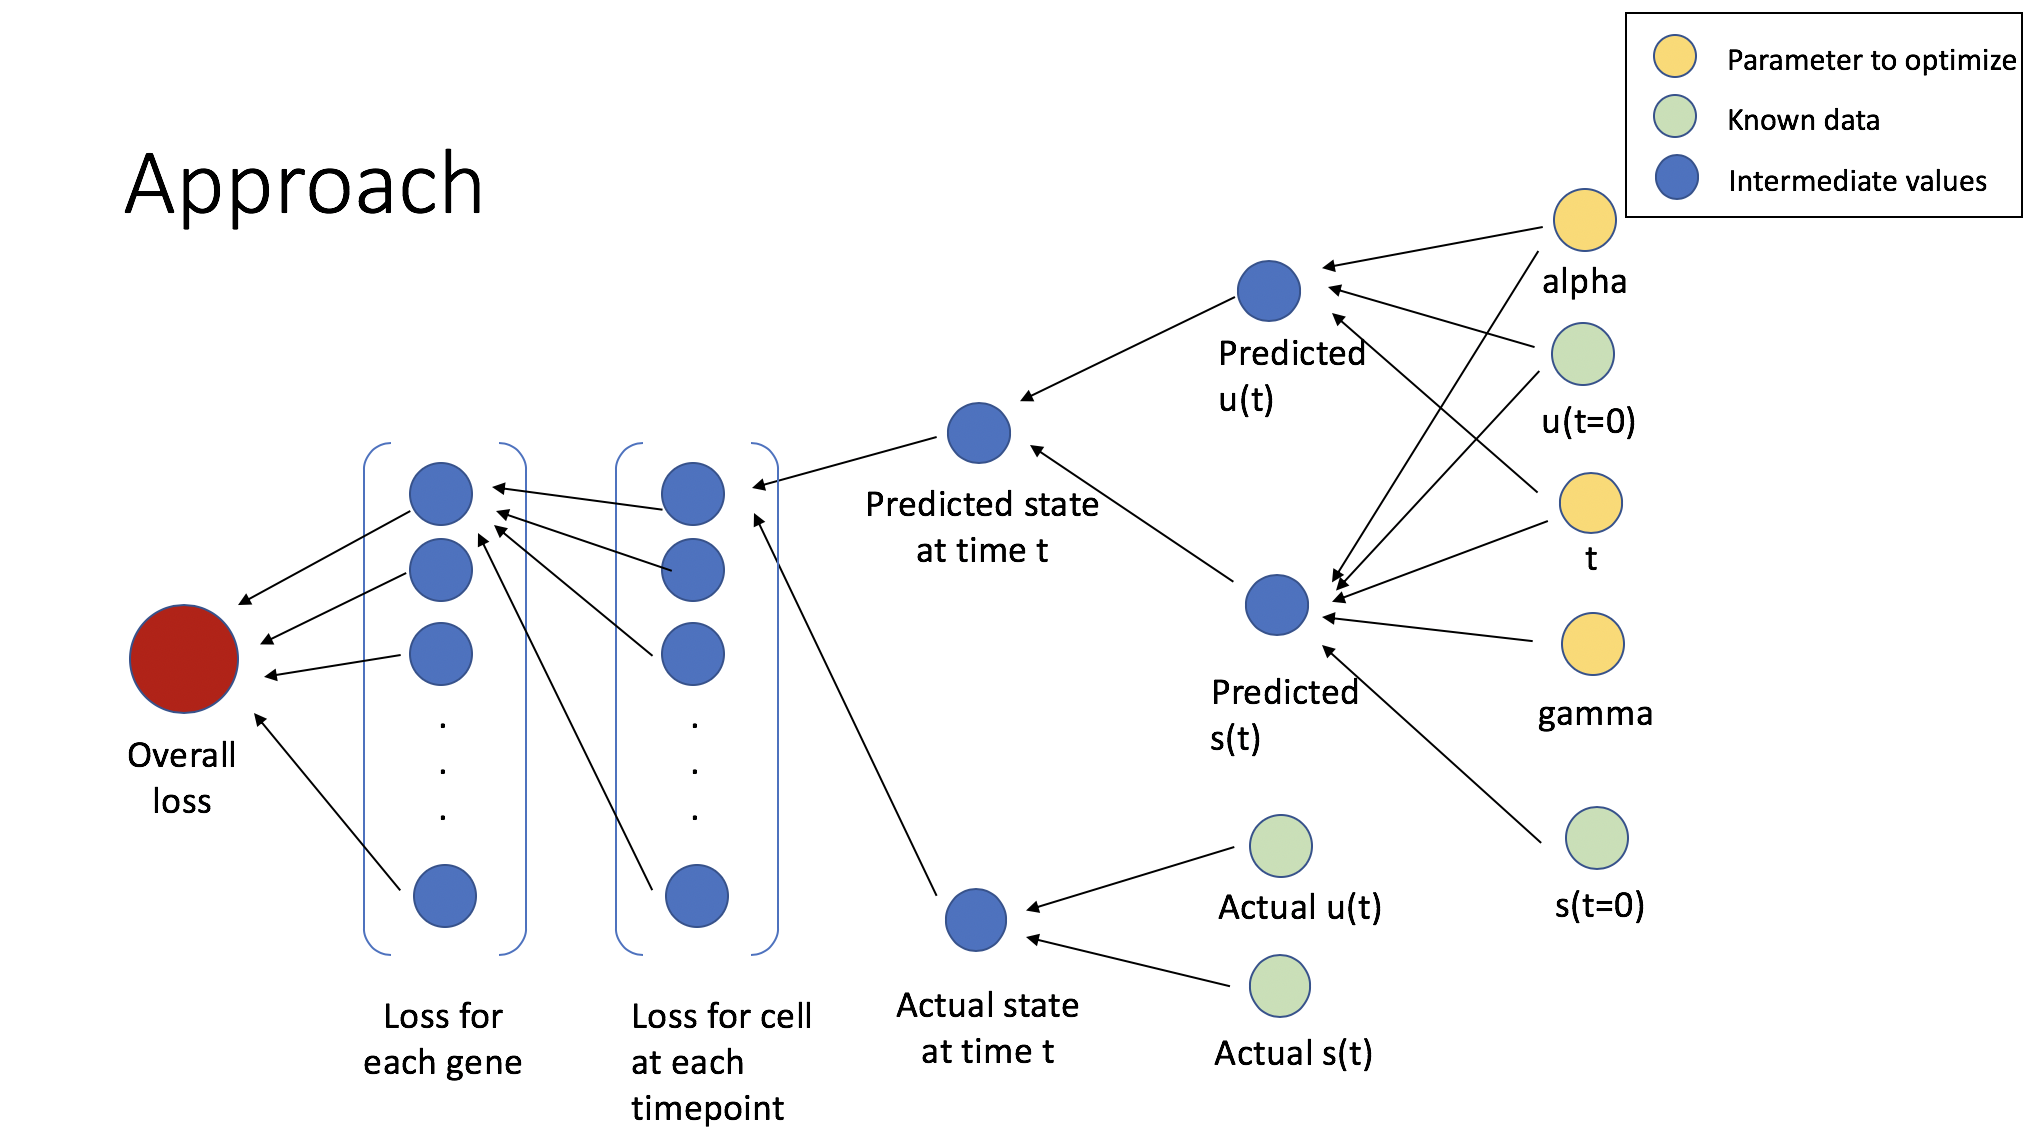 Parameter to optimize
Known data
Intermediate values
Approach
alpha
Predicted
u(t)
u(t=0)
Predicted state
at time t
t
Predicted
s(t)
gamma
Overall
loss
.
.
.
.
.
.
Actual u(t)
s(t=0)
Loss for
each gene
Loss for cell
at each
timepoint
Actual state
at time t
Actual s(t)